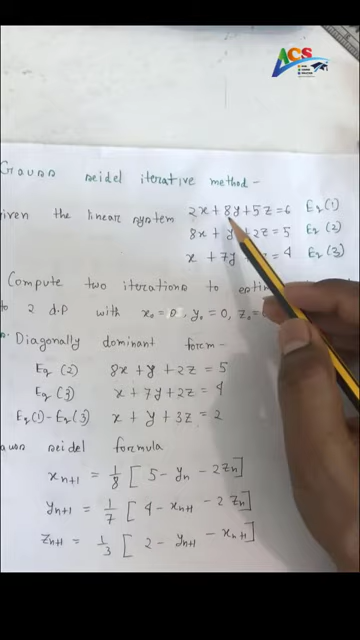 ACS
Gauss seidel iterative method -
Given the linear system 2x + 8y + 5z = 6 Eq (1)
8x + y + 2z = 5 Eq (2)
x + 7y z = 4 Eq (3)
Compute two iterations to
to 2 d.p with x₀ = 0, y₀ = 0, z₀ =
Diagonally dominant form -
Eq (2) 8x + y + 2z = 5
Eq (3) x + 7y + 2z = 4
Eq (1) - Eq (3) x + y + 3z = 2
seidel formula
xₙ₊₁ = 1/8 [ 5 - yₙ - 2zₙ ]
yₙ₊₁ = 1/7 [ 4 - xₙ₊₁ - 2 zₙ ]
zₙ₊₁ = 1/3 [ 2 - yₙ₊₁ - xₙ₊₁ ]